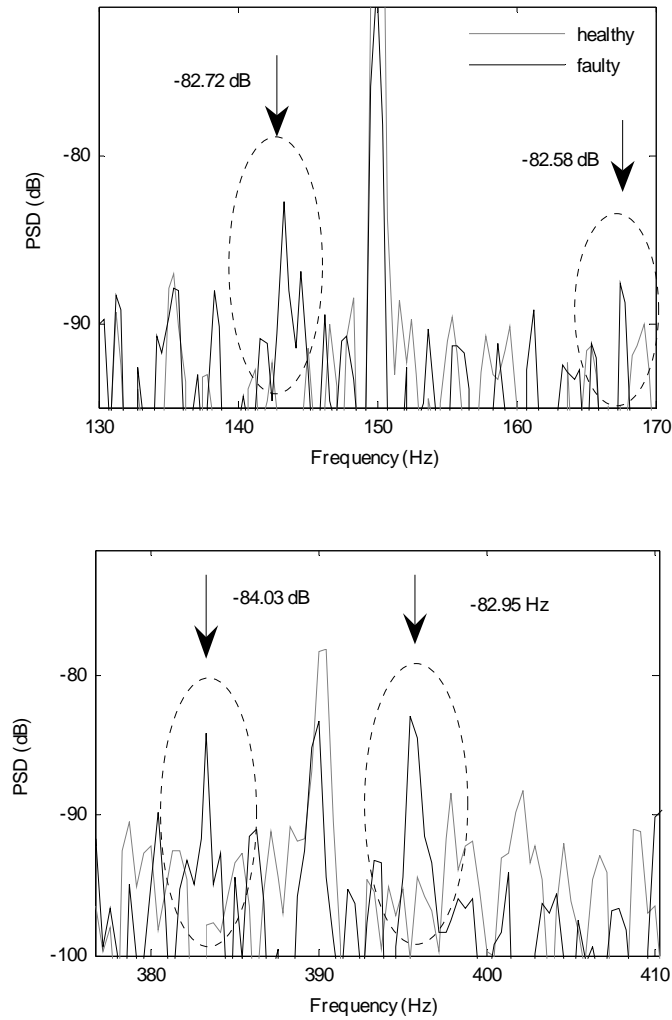 healthy
faulty
-82.72 dB
-82.58 dB
-80
-90
PSD (dB)
130 140 150 160 170
Frequency (Hz)
-84.03 dB
-82.95 Hz
-80
-90
-100
PSD (dB)
380 390 400 410
Frequency (Hz)